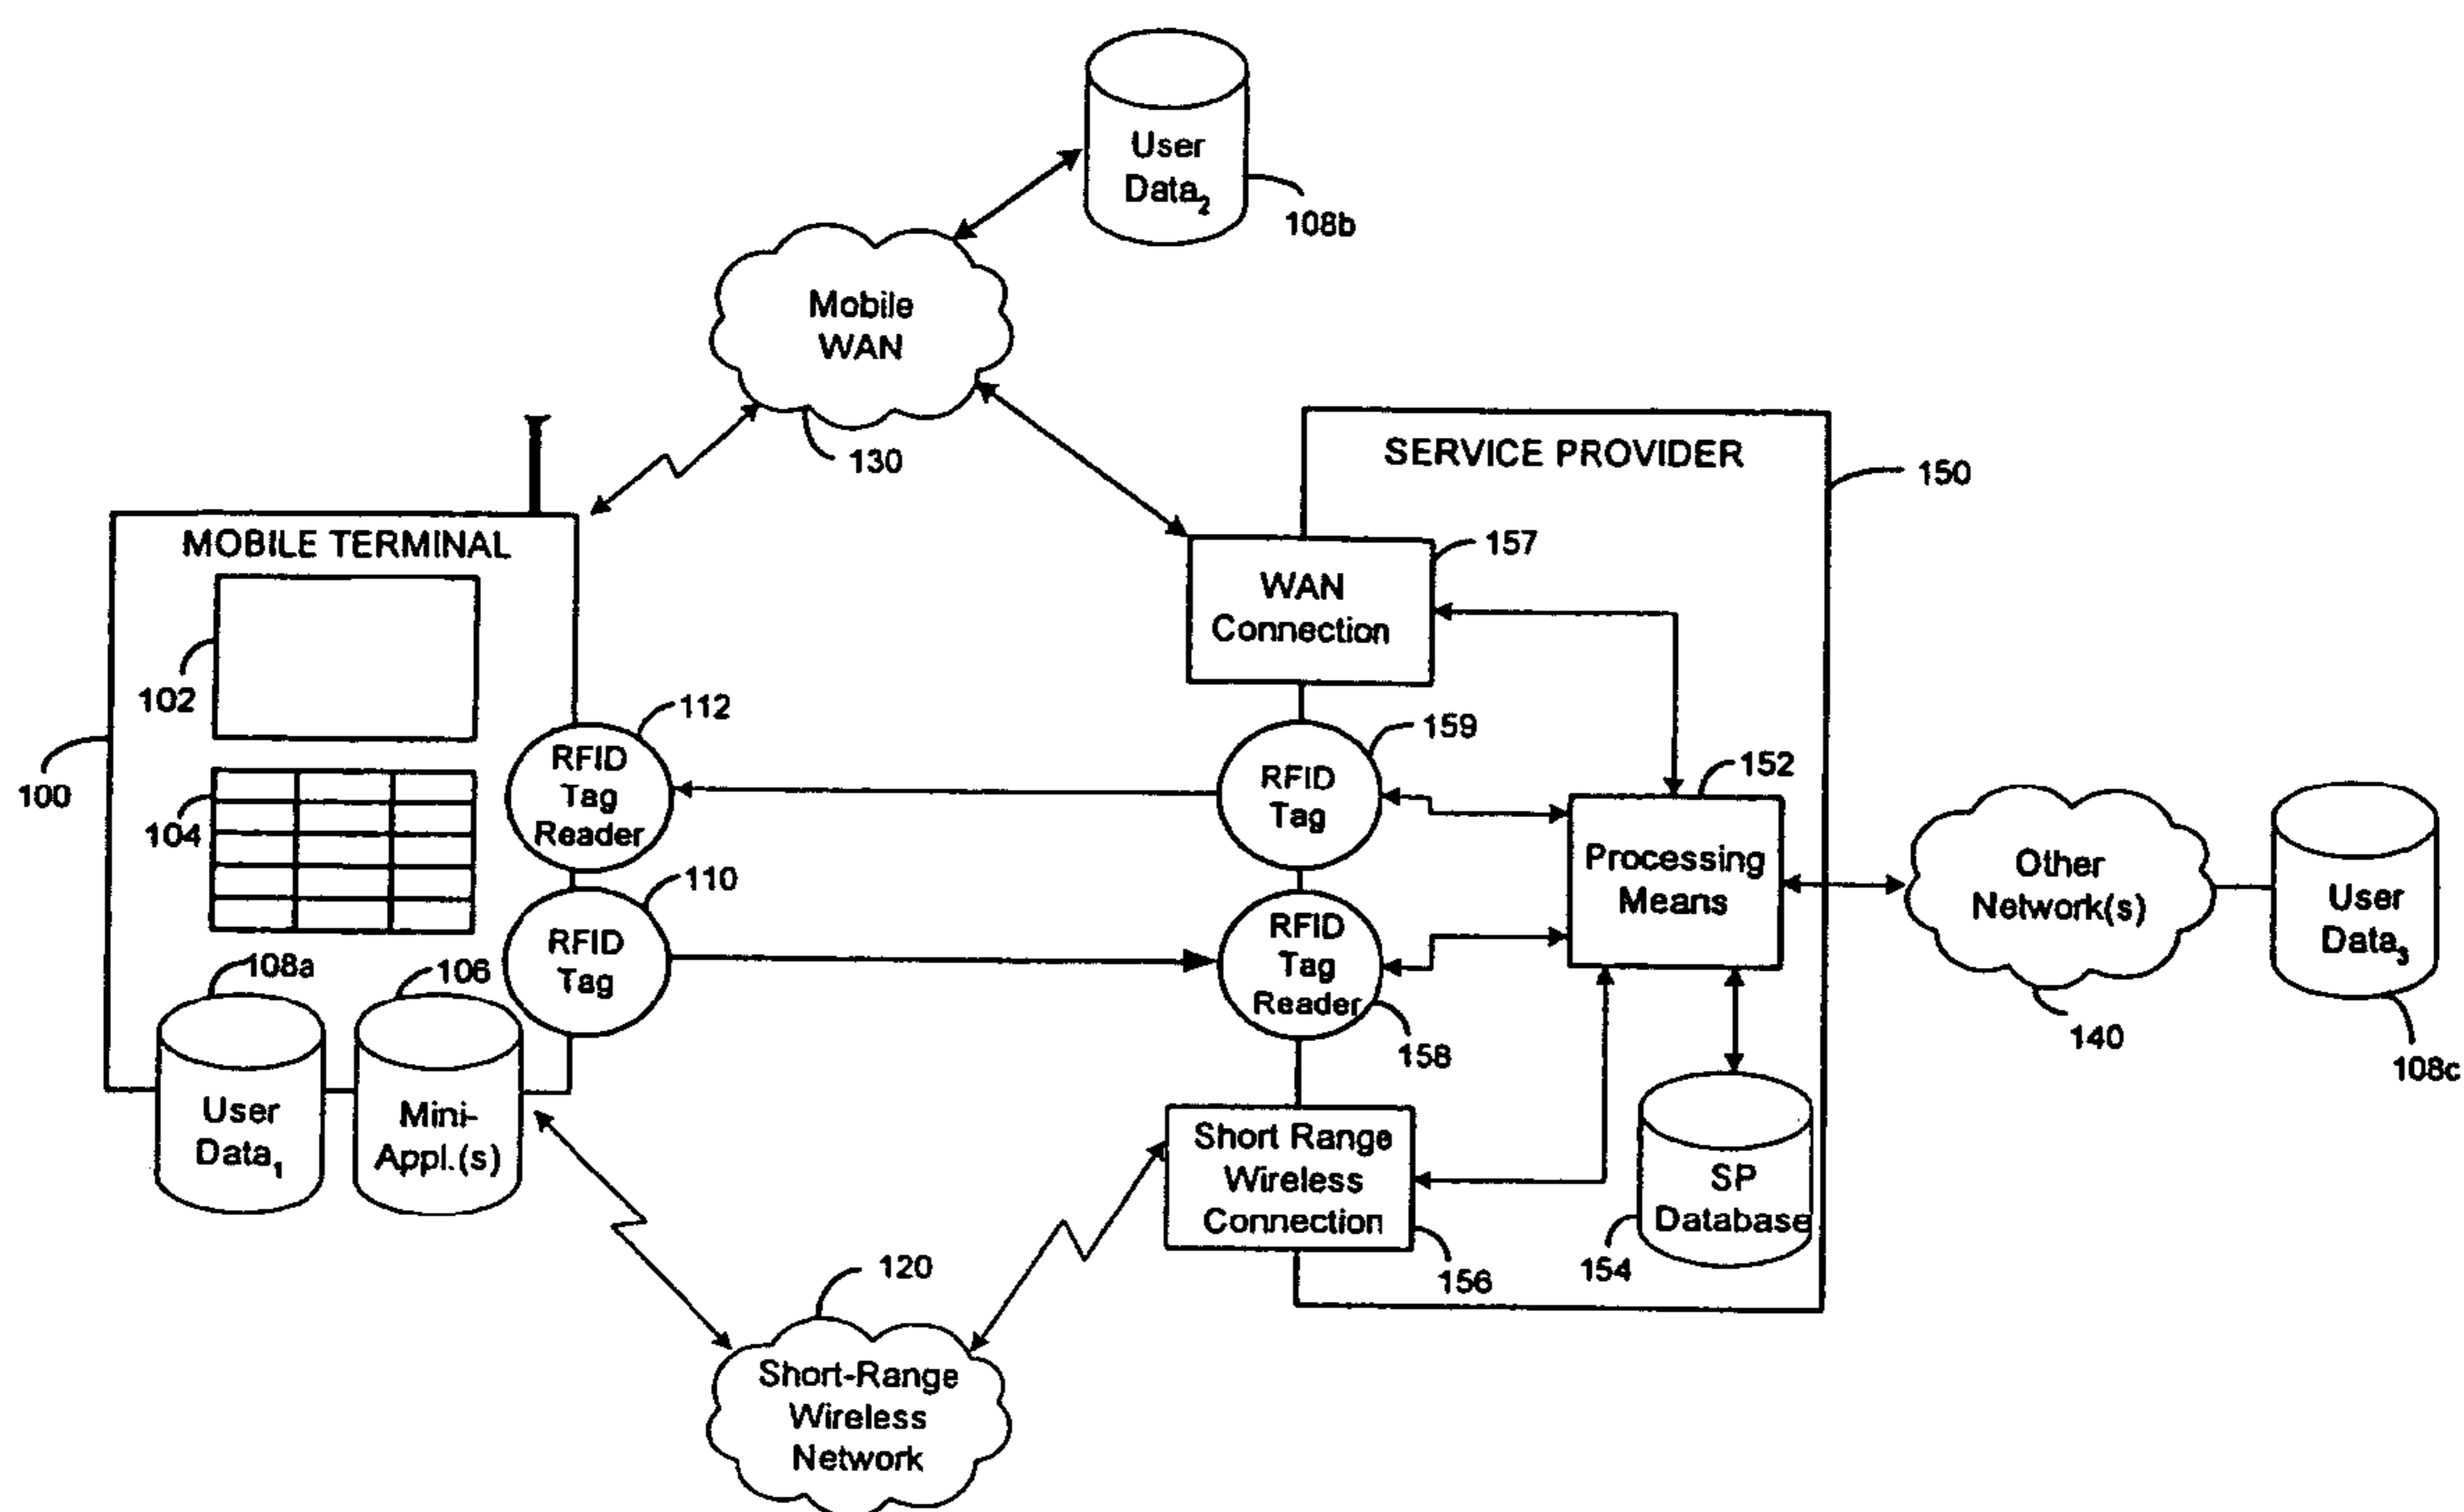 User
Data2
108b
Mobile
WAN
130
SERVICE PROVIDER
150
MOBILE TERMINAL
157
WAN
Connection
102
112
159
RFID
Tag
Reader
RFID
Tag
152
100
104
110
Processing
Means
Other
Network(s)
User
Data3
RFID
Tag
RFID
Tag
Reader
108a
106
158
140
108c
User
Data1
Mini-
Appl.(s)
Short Range
Wireless
Connection
SP
Database
154
156
120
Short-Range
Wireless
Network